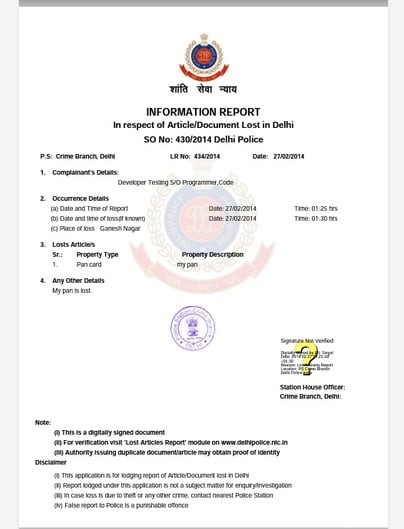 शांति सेवा न्याय
INFORMATION REPORT
In respect of Article/Document Lost in Delhi
SO No: 430/2014 Delhi Police
P.S: Crime Branch, Delhi LR No: 434/2014 Date: 27/02/2014
1. Complainant's Details:
Developer Testing S/O Programmer,Code
2. Occurrence Details
(a) Date and Time of Report Date: 27/02/2014 Time: 01:25 hrs
(b) Date and time of loss(if known) Date: 27/02/2014 Time: 01:30 hrs
(c) Place of loss Ganesh Nagar
3. Losts Article/s
Sr.: Property Type Property Description
1. Pan card my pan
4. Any Other Details
My pan is lost.
Signature Not Verified
Station House Officer:
Crime Branch, Delhi:
Note:
(I) This is a digitally signed document
(II) For verification visit 'Lost Articles Report' module on www.delhipolice.nic.in
(III) Authority issuing duplicate document/article may obtain proof of identity
Disclaimer
(I) This application is for lodging report of Article/Document lost in Delhi
(II) Report lodged under this application is not a subject matter for enquiry/investigation
(III) In case loss is due to theft or any other crime, contact nearest Police Station
(IV) False report to Police is a punishable offence